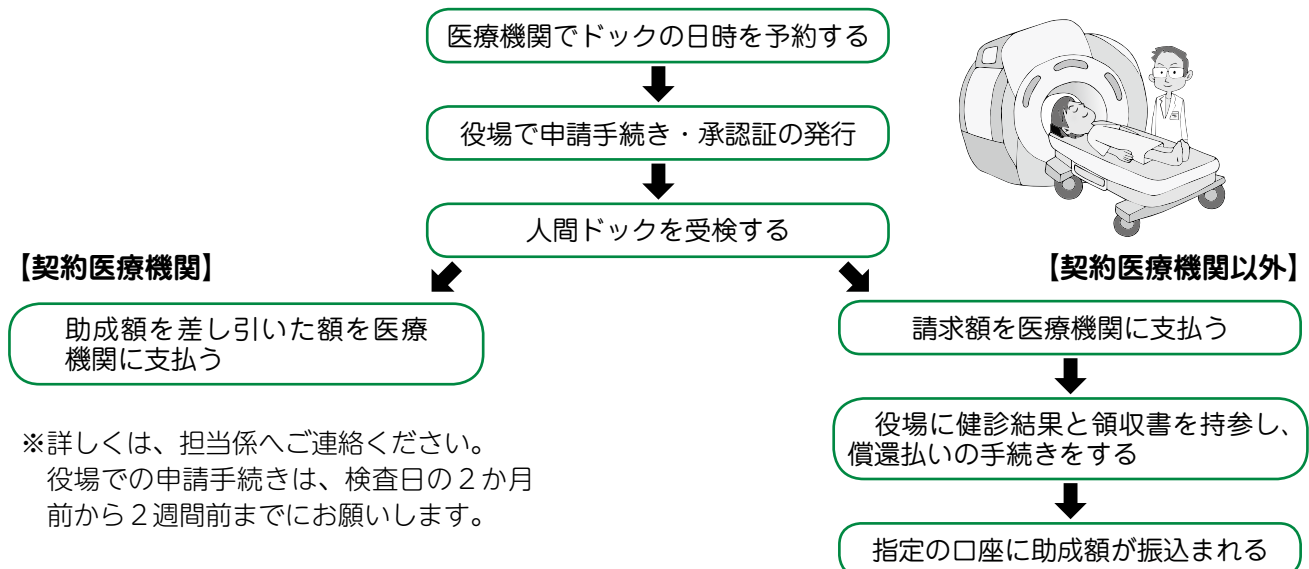 医療機関でドックの日時を予約する
役場で申請手続き・承認証の発行
人間ドックを受検する
【契約医療機関】
助成額を差し引いた額を医療
機関に支払う
※詳しくは、担当係へご連絡ください。
役場での申請手続きは、検査日の２か月
前から２週間前までにお願いします。
【契約医療機関以外】
請求額を医療機関に支払う
役場に健診結果と領収書を持参し、
償還払いの手続きをする
指定の口座に助成額が振込まれる